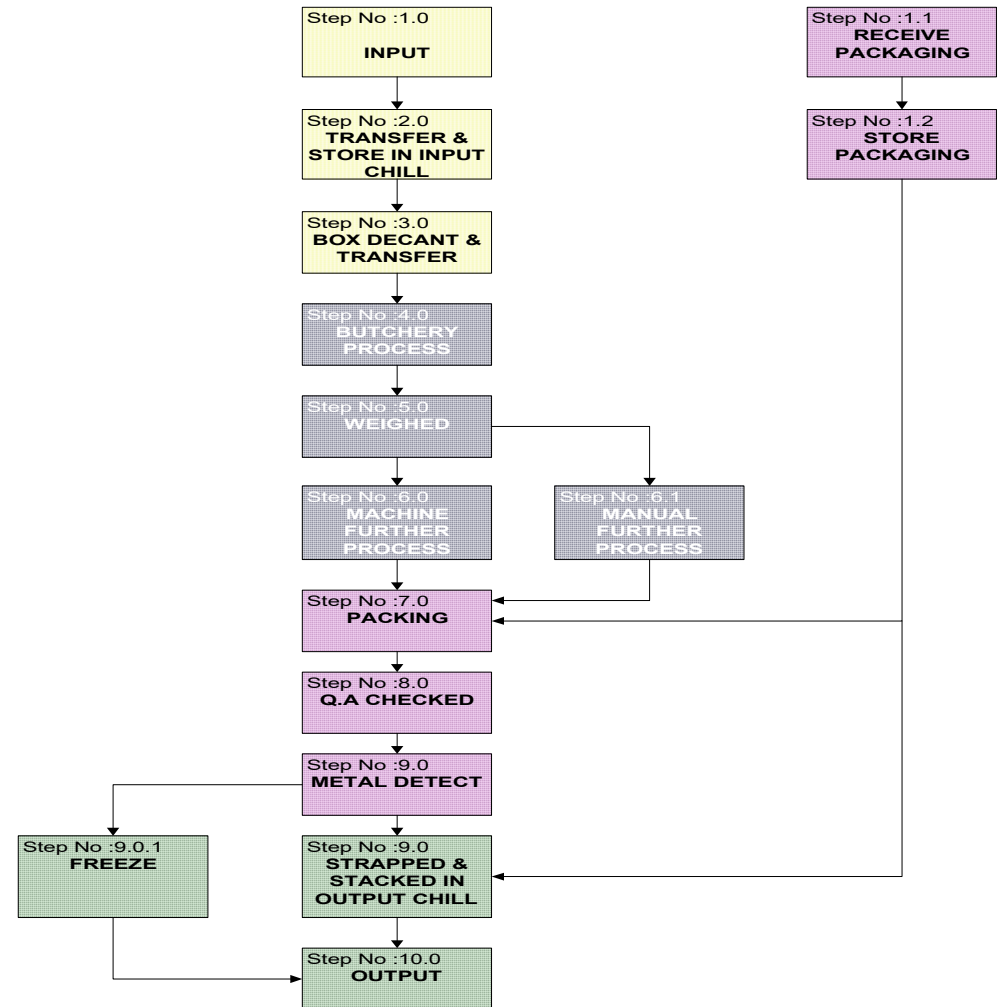 Step No :1.0
INPUT
Step No :1.1
RECEIVE
PACKAGING
Step No :2.0
TRANSFER &
STORE IN INPUT
CHILL
Step No :1.2
STORE
PACKAGING
Step No :3.0
BOX DECANT &
TRANSFER
Step No :4.0
BUTCHERY
PROCESS
Step No :5.0
WEIGHED
Step No :6.0
MACHINE
FURTHER
PROCESS
Step No :6.1
MANUAL
FURTHER
PROCESS
Step No :7.0
PACKING
Step No :8.0
Q.A CHECKED
Step No :9.0
METAL DETECT
Step No :9.0.1
FREEZE
Step No :9.0
STRAPPED &
STACKED IN
OUTPUT CHILL
Step No :10.0
OUTPUT